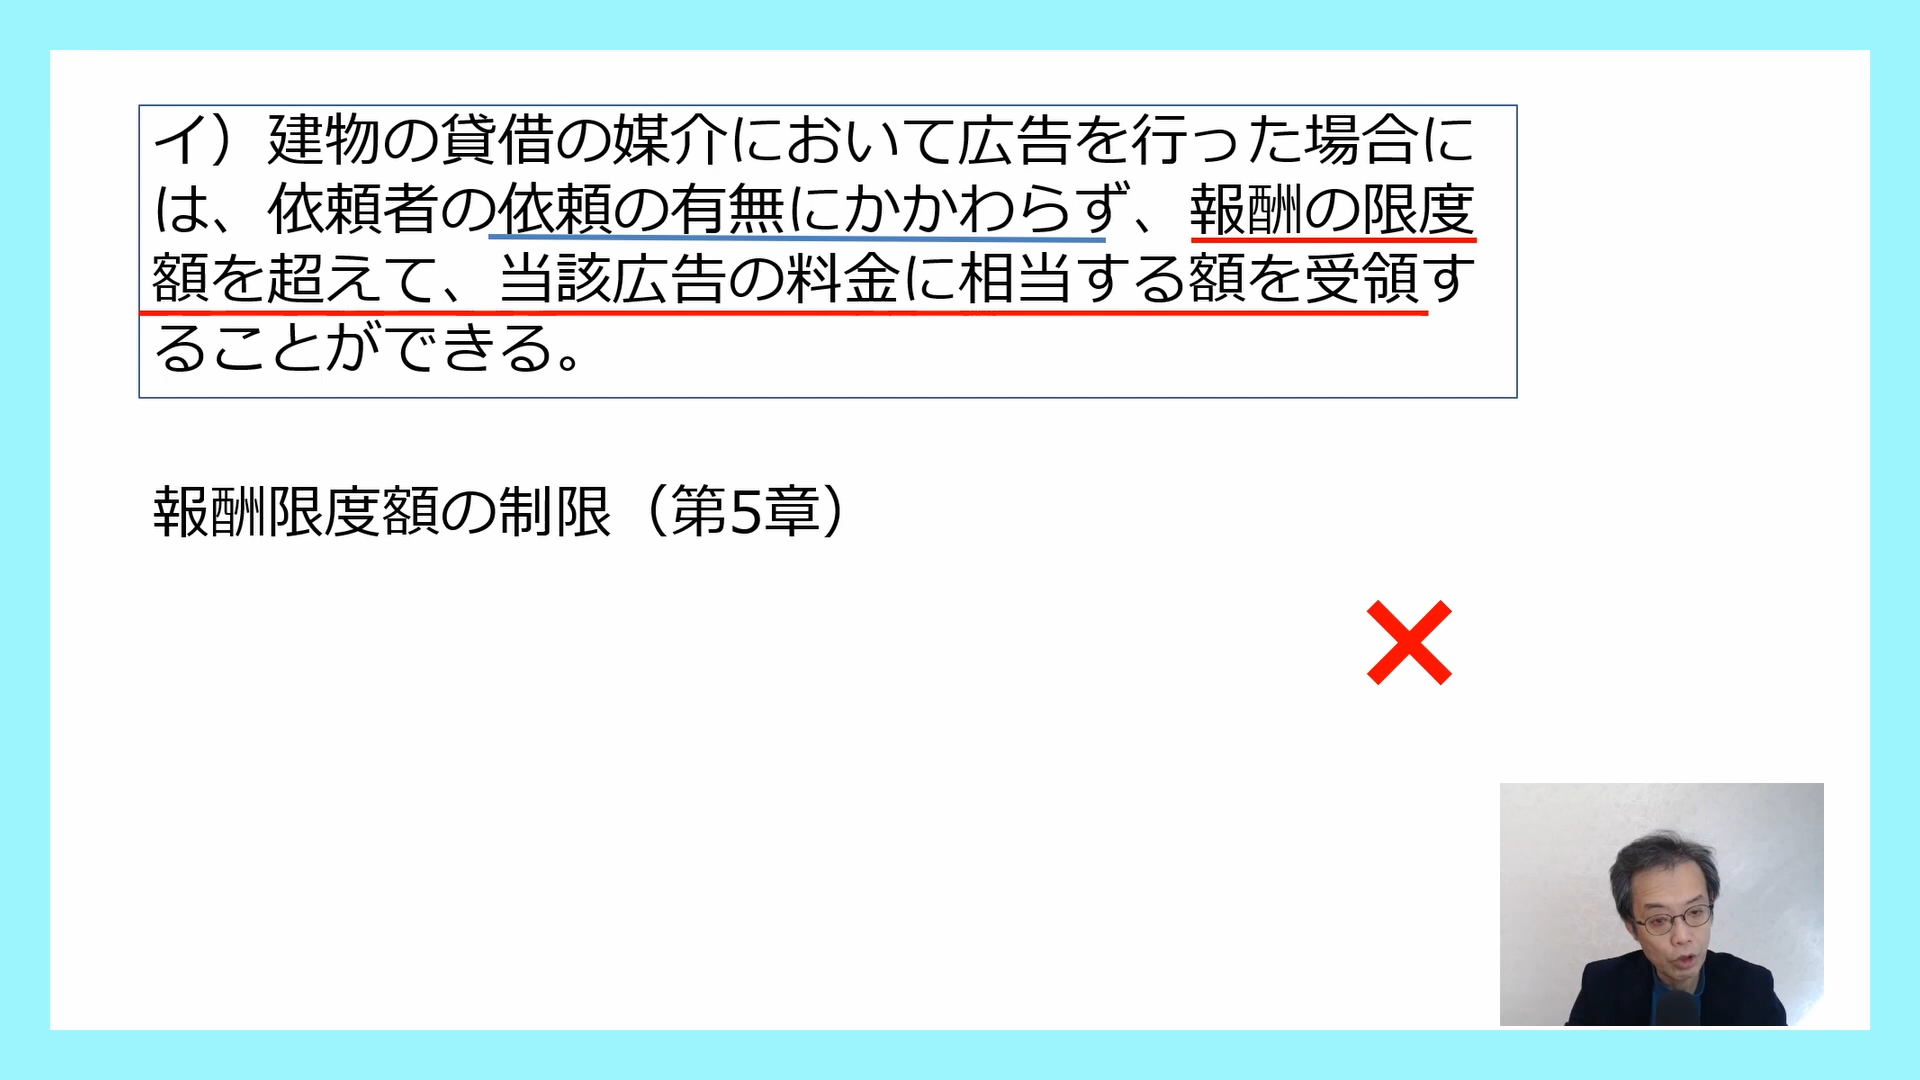 イ）建物の貸借の媒介において広告を行った場合に
は、依頼者の依頼の有無にかかわらず、報酬の限度
額を超えて、当該広告の料金に相当する額を受領す
ることができる。
報酬限度額の制限（第5章）